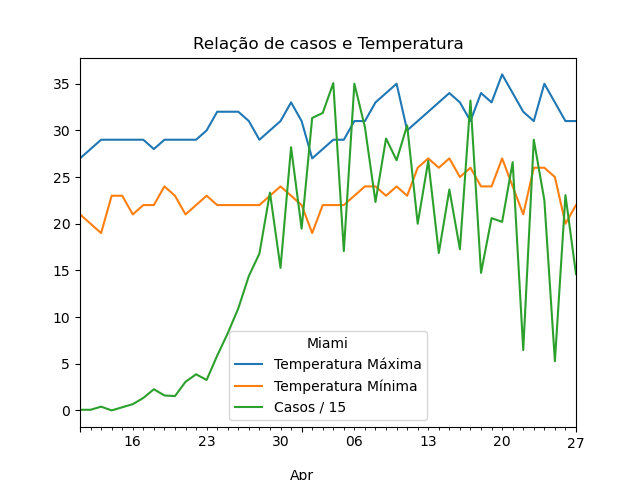 Relação de casos e Temperatura
35
30
25
20
15
10
5
0
Miami
Temperatura Máxima
Temperatura Mínima
Casos / 15
16 23 30 06 13 20 27
Apr